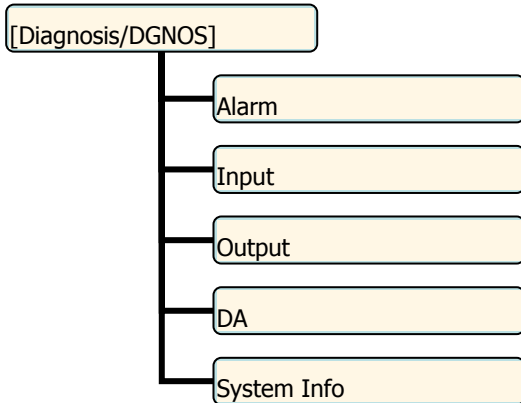 [Diagnosis/DGNOS]
Alarm
Input
Output
DA
System Info